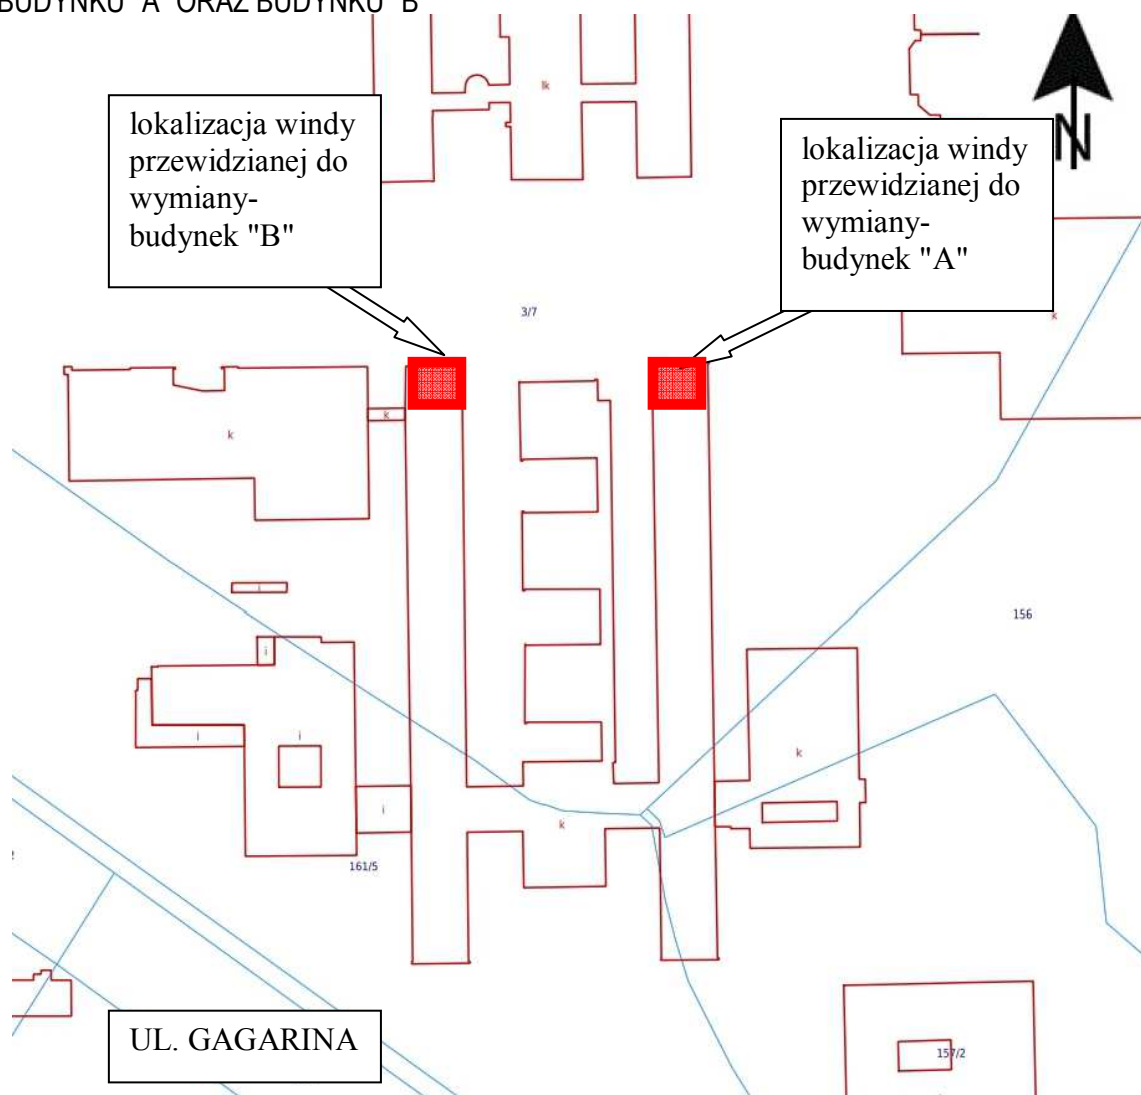 BUDYNKU "A" ORAZ BUDYNKU "B"
lk
N
lokalizacja windy
przewidzianej do
wymiany-
budynek "B"
lokalizacja windy
przewidzianej do
wymiany-
budynek "A"
3/7
k
k
k
i
156
i
i
i
k
i
k
161/5
UL. GAGARINA
157/2